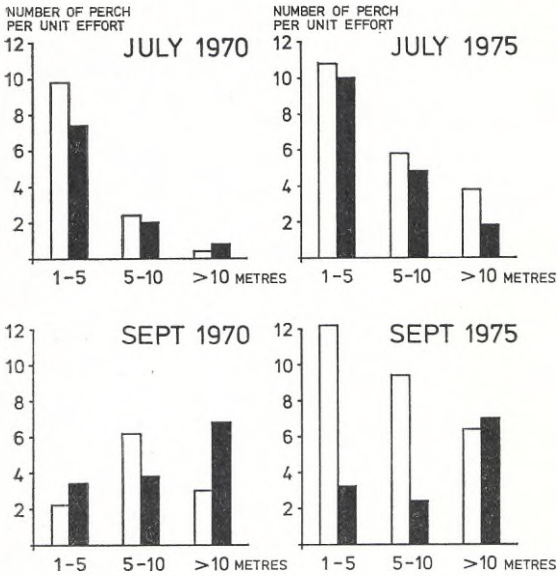 NUMBER OF PERCH
PER UNIT EFFORT
JULY 1970
12
10
8
6
4
2
1-5 5-10 >10 METRES
NUMBER OF PERCH
PER UNIT EFFORT
JULY 1975
12
10
8
6
4
2
1-5 5-10 >10 METRES
SEPT 1970
12
10
8
6
4
2
1-5 5-10 >10 METRES
SEPT 1975
12
10
8
6
4
2
1-5 5-10 >10 METRES